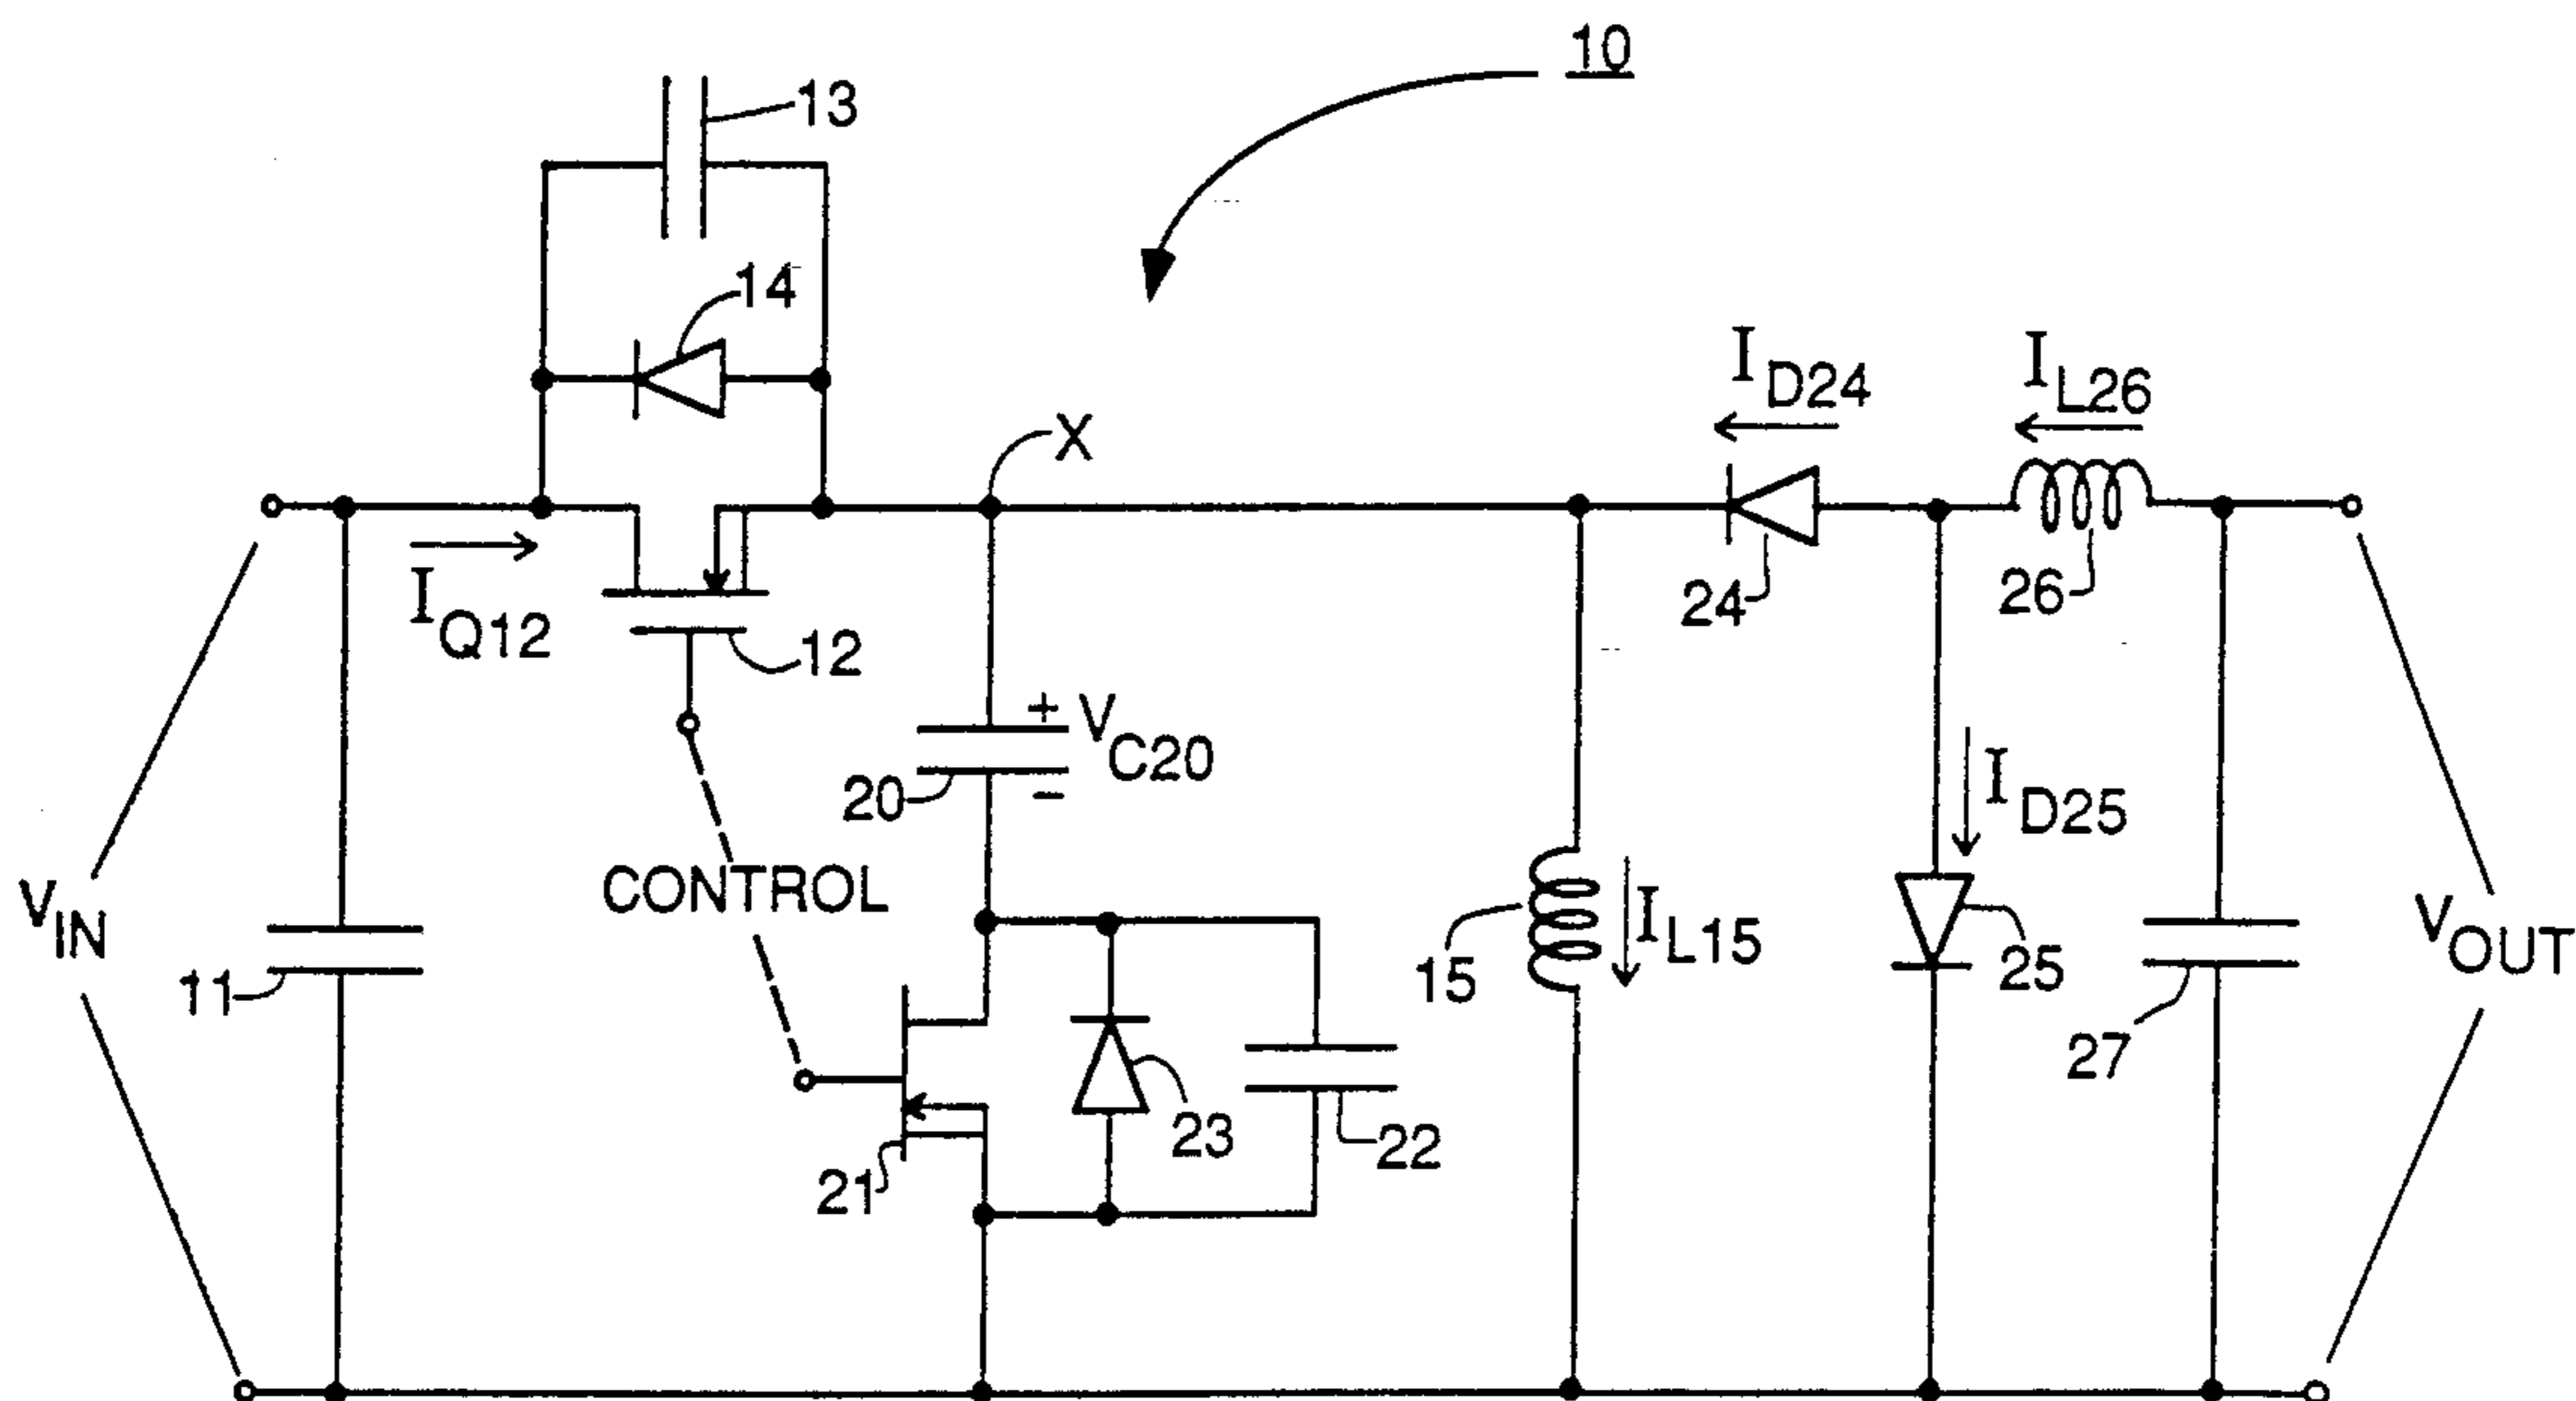 10
13
14
X
I D24
I L26
I Q12
12
24
26
+
V C20
20
−
CONTROL
I D25
V IN
11
15
I L15
25
V OUT
27
21
23
22